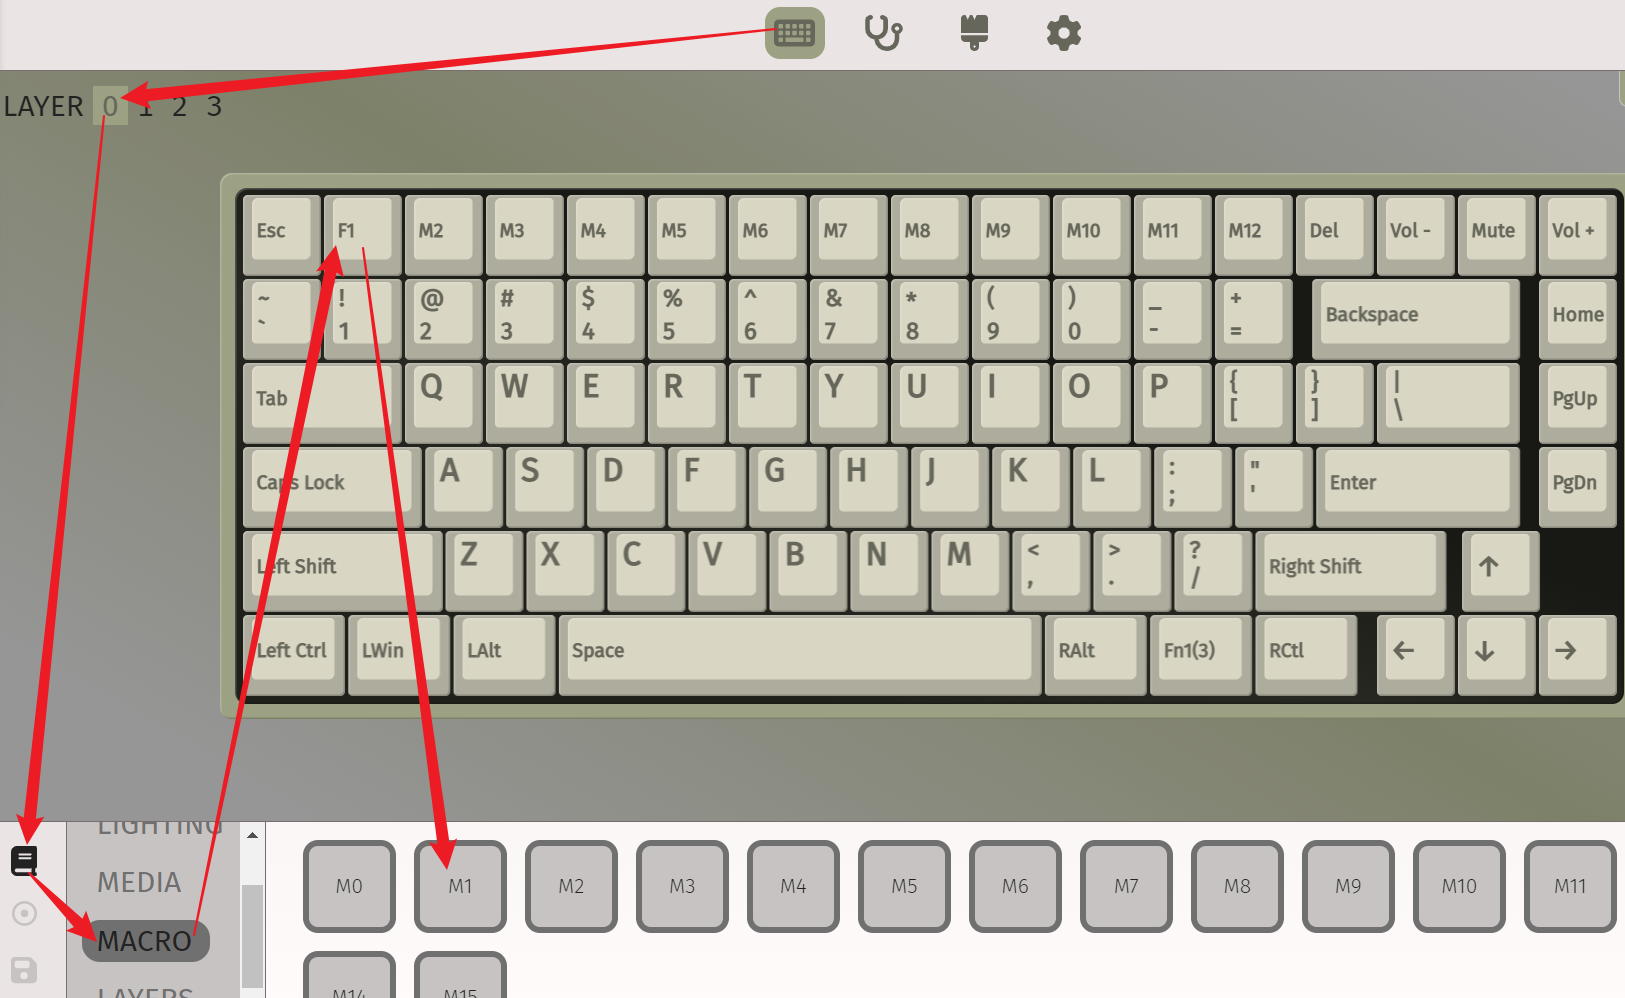 LAYER 0 1 2 3
Esc F1 M2 M3 M4 M5 M6 M7 M8 M9 M10 M11 M12 Del Vol - Mute Vol +
~ ! @ # $ % ^ & * ( ) _ +
` 1 2 3 4 5 6 7 8 9 0 - = Backspace Home
Tab Q W E R T Y U I O P { } | PgUp
[ ] \
Caps Lock A S D F G H J K L : " Enter PgDn
; '
Left Shift Z X C V B N M < > ? Right Shift ↑
, . /
Left Ctrl LWin LAlt Space RAlt Fn1(3) RCtl ← ↓ →
LIGHTING
MEDIA
MACRO
LAYERS
M0 M1 M2 M3 M4 M5 M6 M7 M8 M9 M10 M11
M14 M15